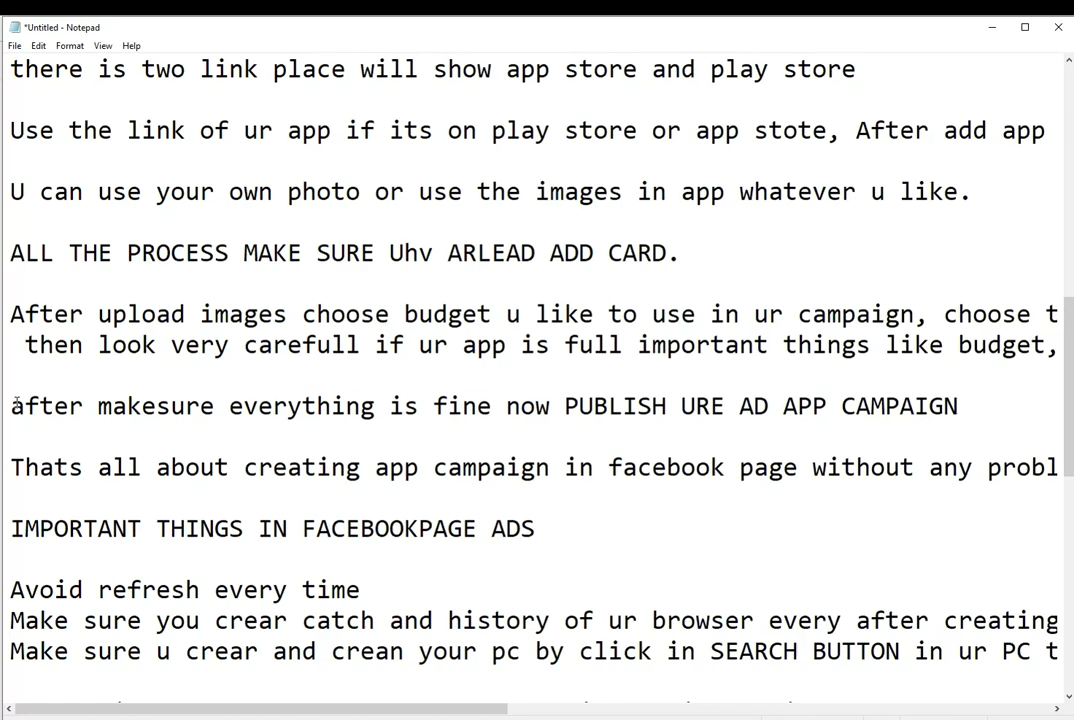 *Untitled - Notepad
File Edit Format View Help
there is two link place will show app store and play store
Use the link of ur app if its on play store or app stote, After add app
U can use your own photo or use the images in app whatever u like.
ALL THE PROCESS MAKE SURE Uhv ARLEAD ADD CARD.
After upload images choose budget u like to use in ur campaign, choose t
then look very carefull if ur app is full important things like budget,
after makesure everything is fine now PUBLISH URE AD APP CAMPAIGN
Thats all about creating app campaign in facebook page without any probl
IMPORTANT THINGS IN FACEBOOKPAGE ADS
Avoid refresh every time
Make sure you crear catch and history of ur browser every after creating
Make sure u crear and crean your pc by click in SEARCH BUTTON in ur PC t